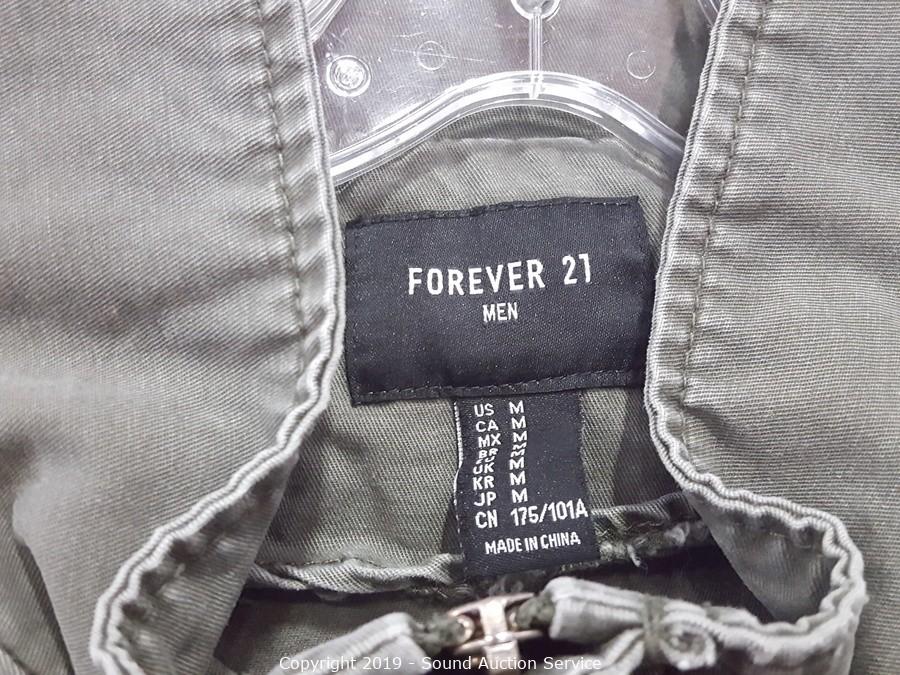 FOREVER 21
MEN
US M
CA M
MX M
BR
UK M
KR M
JP M
CN 175/101A
MADE IN CHINA
Copyright 2019 - Sound Auction Service